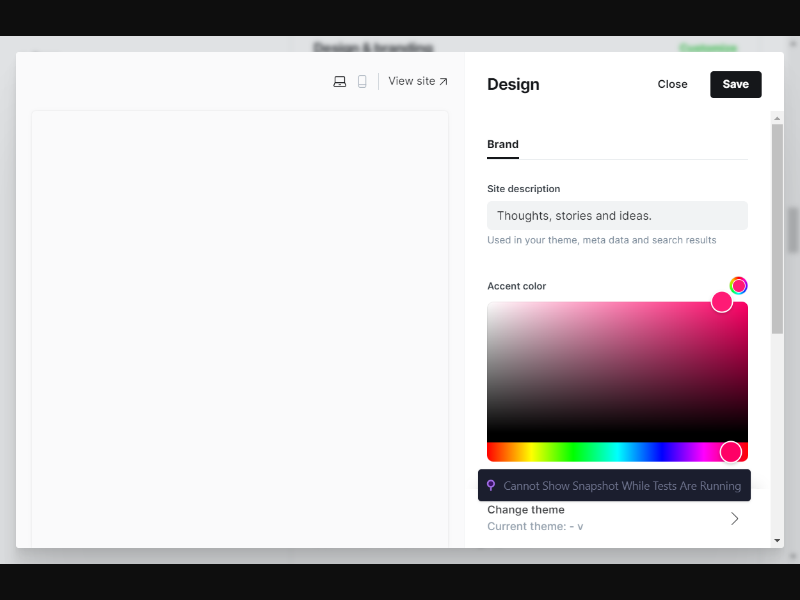 Design & branding
Customise
View site
Design
Close
Save
Brand
Site description
Thoughts, stories and ideas.
Used in your theme, meta data and search results
Accent color
Cannot Show Snapshot While Tests Are Running
Change theme
Current theme: - v